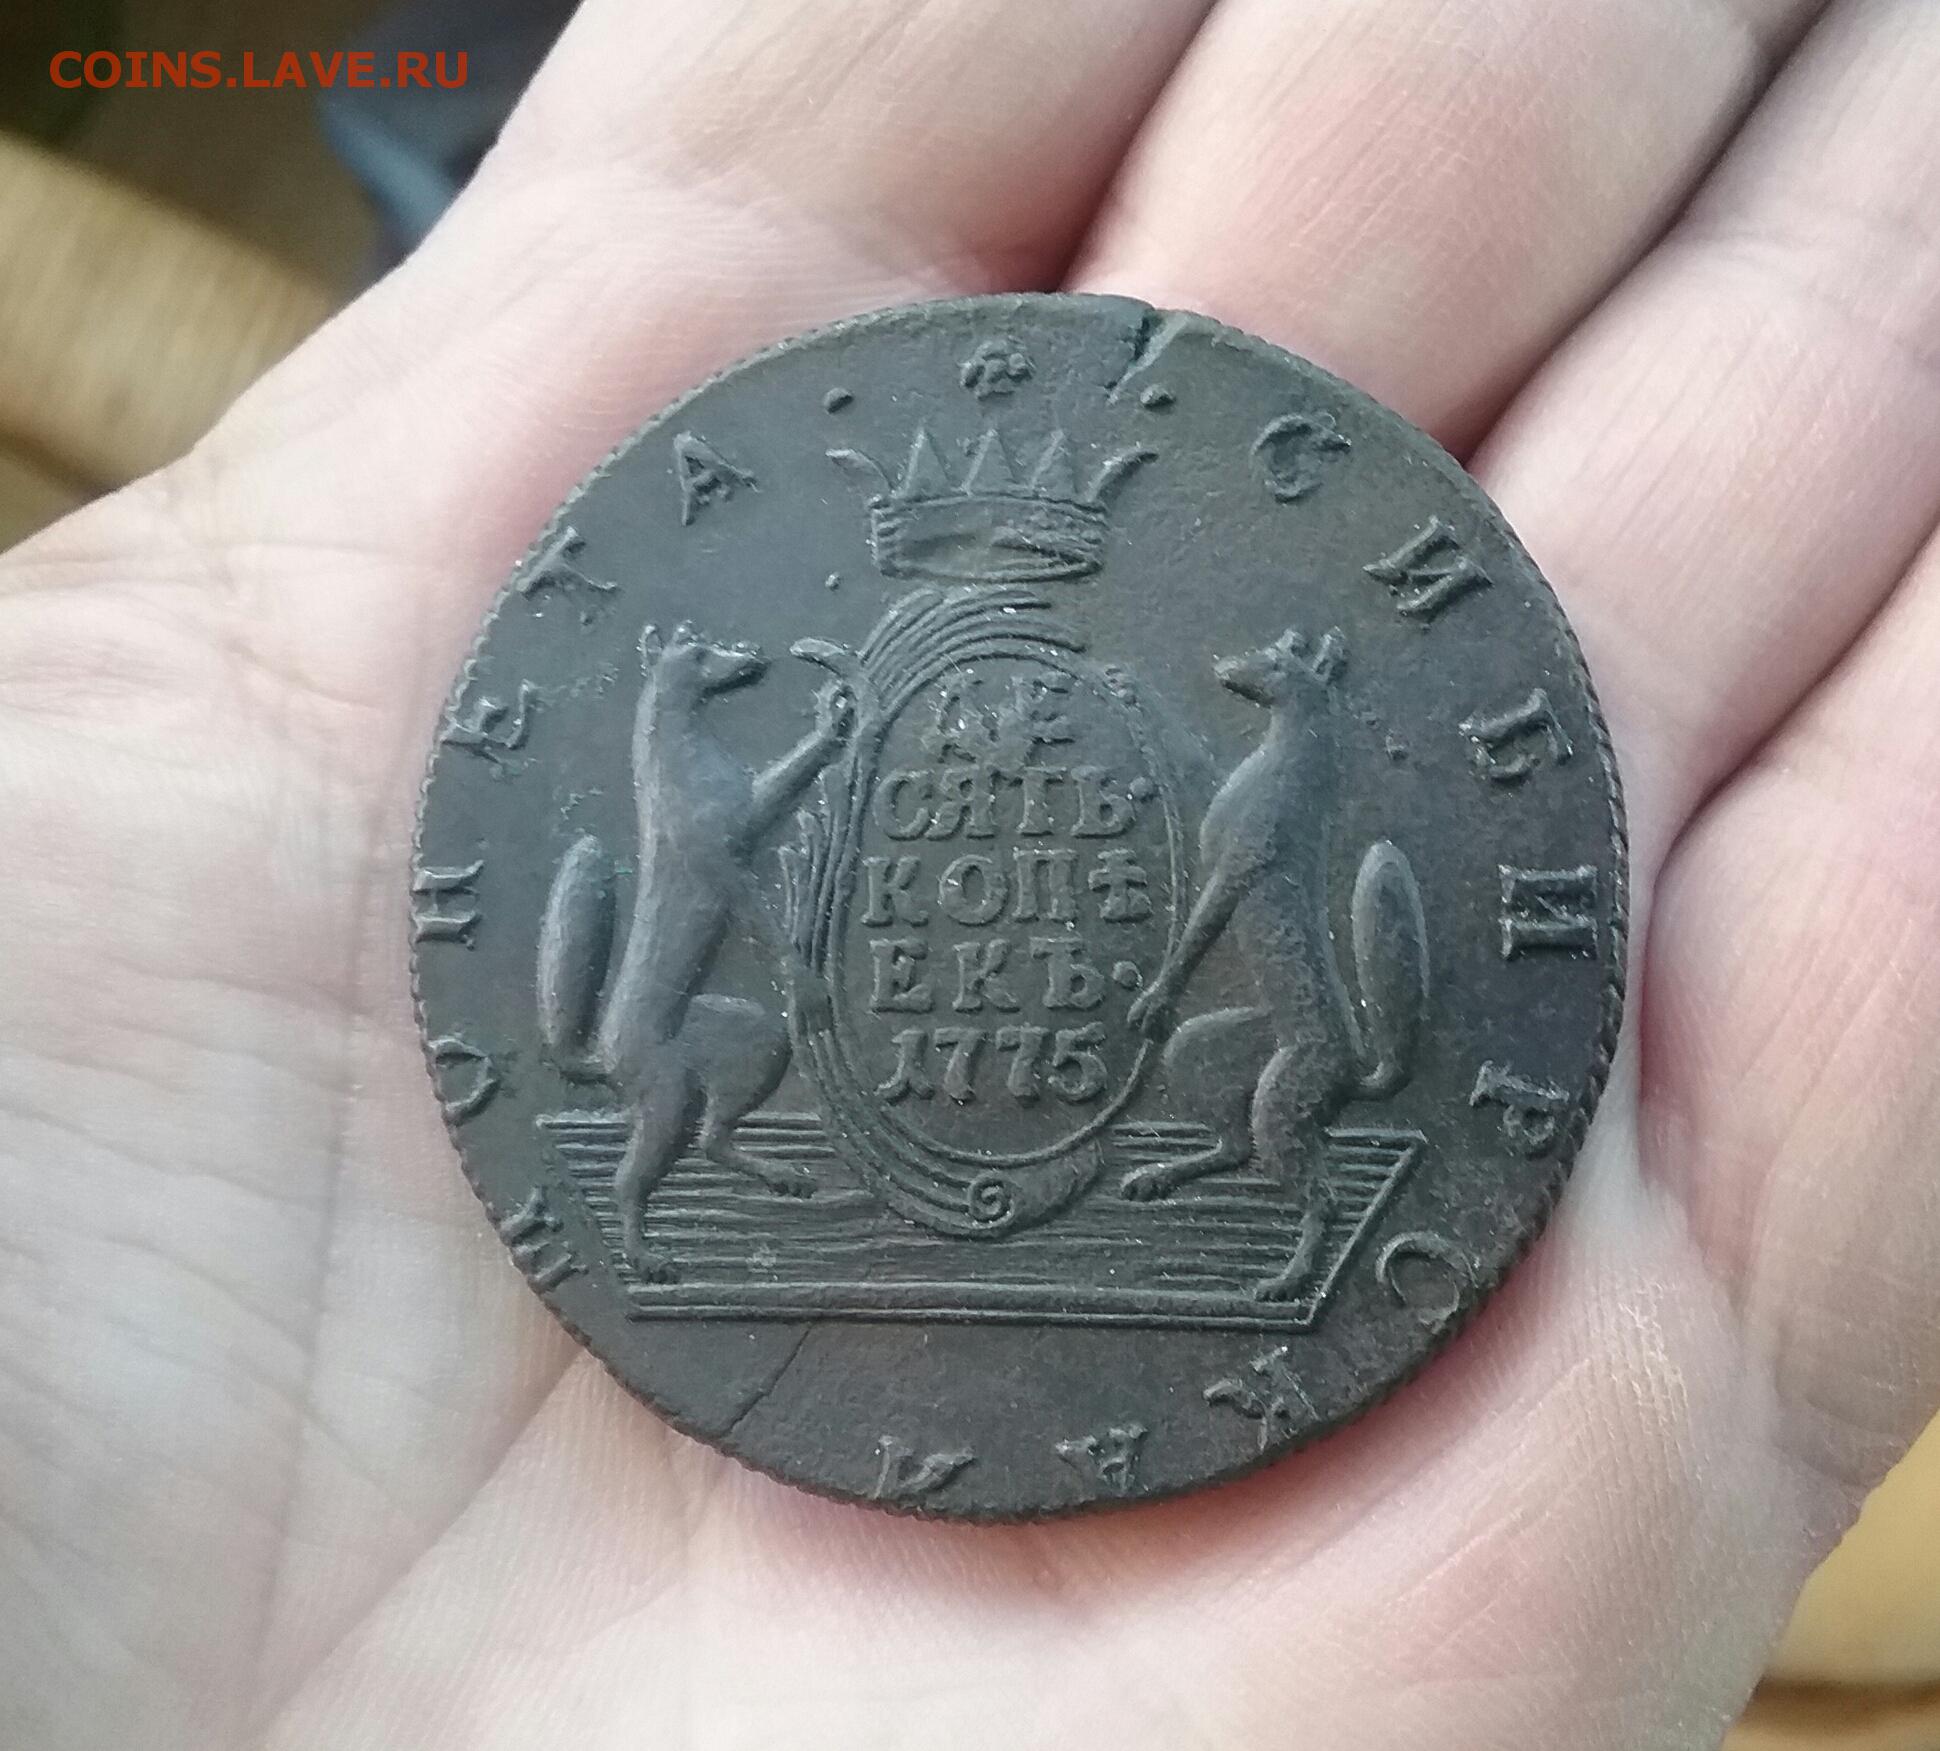 COINS.LAVE.RU
СИБИРСКАЯ МОНЕТА
ДЕ
СЯТЬ
КОПѢ
ЕКЪ
1775